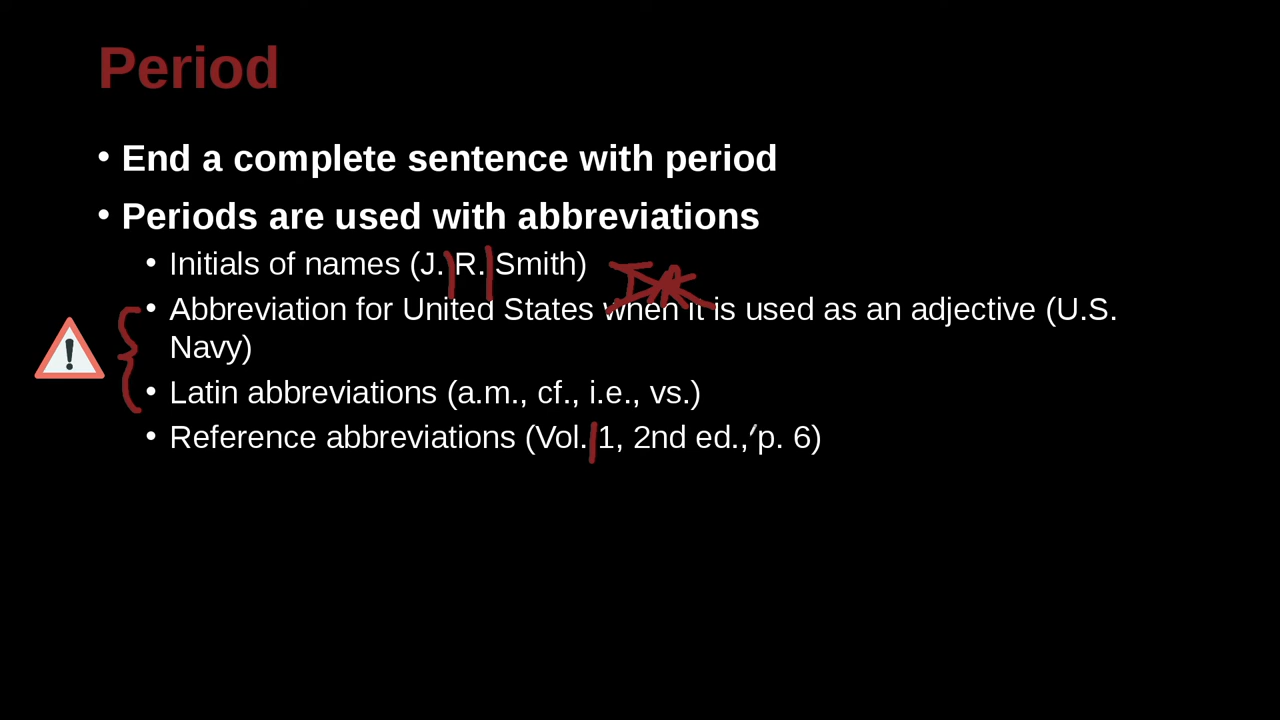 Period
• End a complete sentence with period
• Periods are used with abbreviations
• Initials of names (J. R. Smith)
• Abbreviation for United States when it is used as an adjective (U.S.
Navy)
• Latin abbreviations (a.m., cf., i.e., vs.)
• Reference abbreviations (Vol. 1, 2nd ed., p. 6)